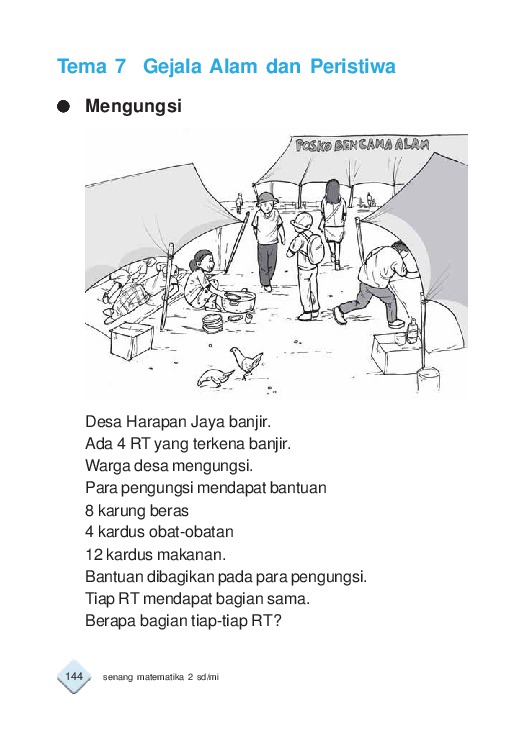 Tema 7 Gejala Alam dan Peristiwa
Mengungsi
POSKO BENCANA ALAM
Desa Harapan Jaya banjir.
Ada 4 RT yang terkena banjir.
Warga desa mengungsi.
Para pengungsi mendapat bantuan
8 karung beras
4 kardus obat-obatan
12 kardus makanan.
Bantuan dibagikan pada para pengungsi.
Tiap RT mendapat bagian sama.
Berapa bagian tiap-tiap RT?
144 senang matematika 2 sd/mi